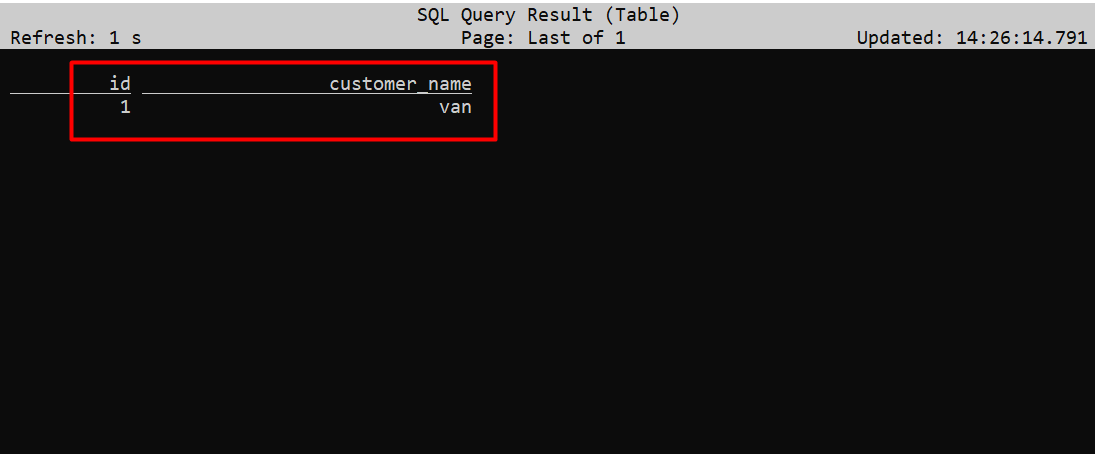 SQL Query Result (Table)
Refresh: 1 s Page: Last of 1 Updated: 14:26:14.791
id customer_name
1 van